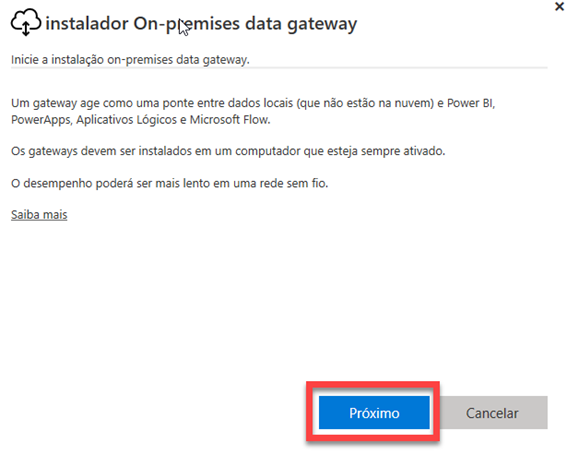 instalador On-premises data gateway
Inicie a instalação on-premises data gateway.
Um gateway age como uma ponte entre dados locais (que não estão na nuvem) e Power BI,
PowerApps, Aplicativos Lógicos e Microsoft Flow.
Os gateways devem ser instalados em um computador que esteja sempre ativado.
O desempenho poderá ser mais lento em uma rede sem fio.
Saiba mais
Próximo
Cancelar